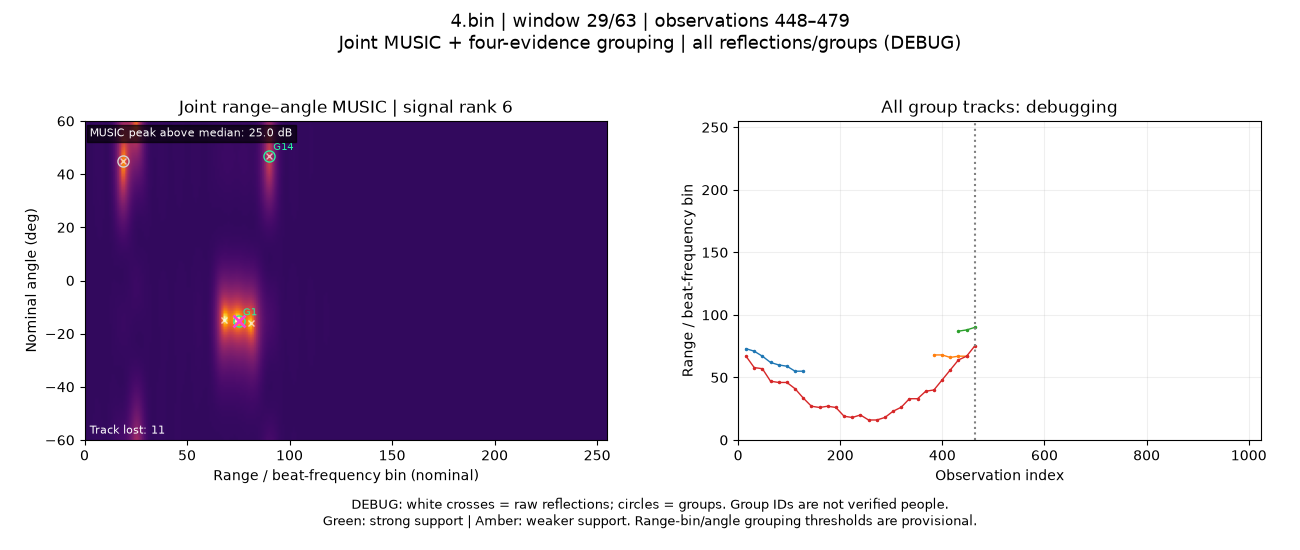 4.bin | window 29/63 | observations 448–479
Joint MUSIC + four-evidence grouping | all reflections/groups (DEBUG)
Joint range–angle MUSIC | signal rank 6
MUSIC peak above median: 25.0 dB
G14
G1
Track lost: 11
60
40
20
0
−20
−40
−60
Nominal angle (deg)
0 50 100 150 200 250
Range / beat-frequency bin (nominal)
All group tracks: debugging
250
200
150
100
50
0
Range / beat-frequency bin
0 200 400 600 800 1000
Observation index
DEBUG: white crosses = raw reflections; circles = groups. Group IDs are not verified people.
Green: strong support | Amber: weaker support. Range-bin/angle grouping thresholds are provisional.